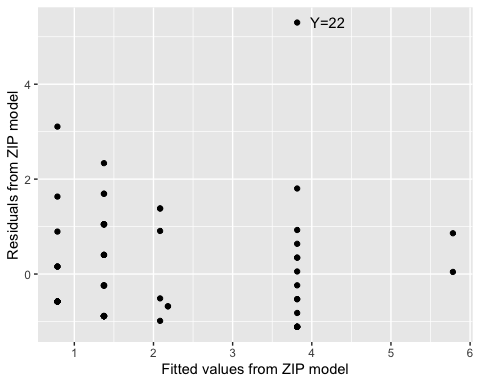 Y=22
4
2
0
Residuals from ZIP model
1 2 3 4 5 6
Fitted values from ZIP model